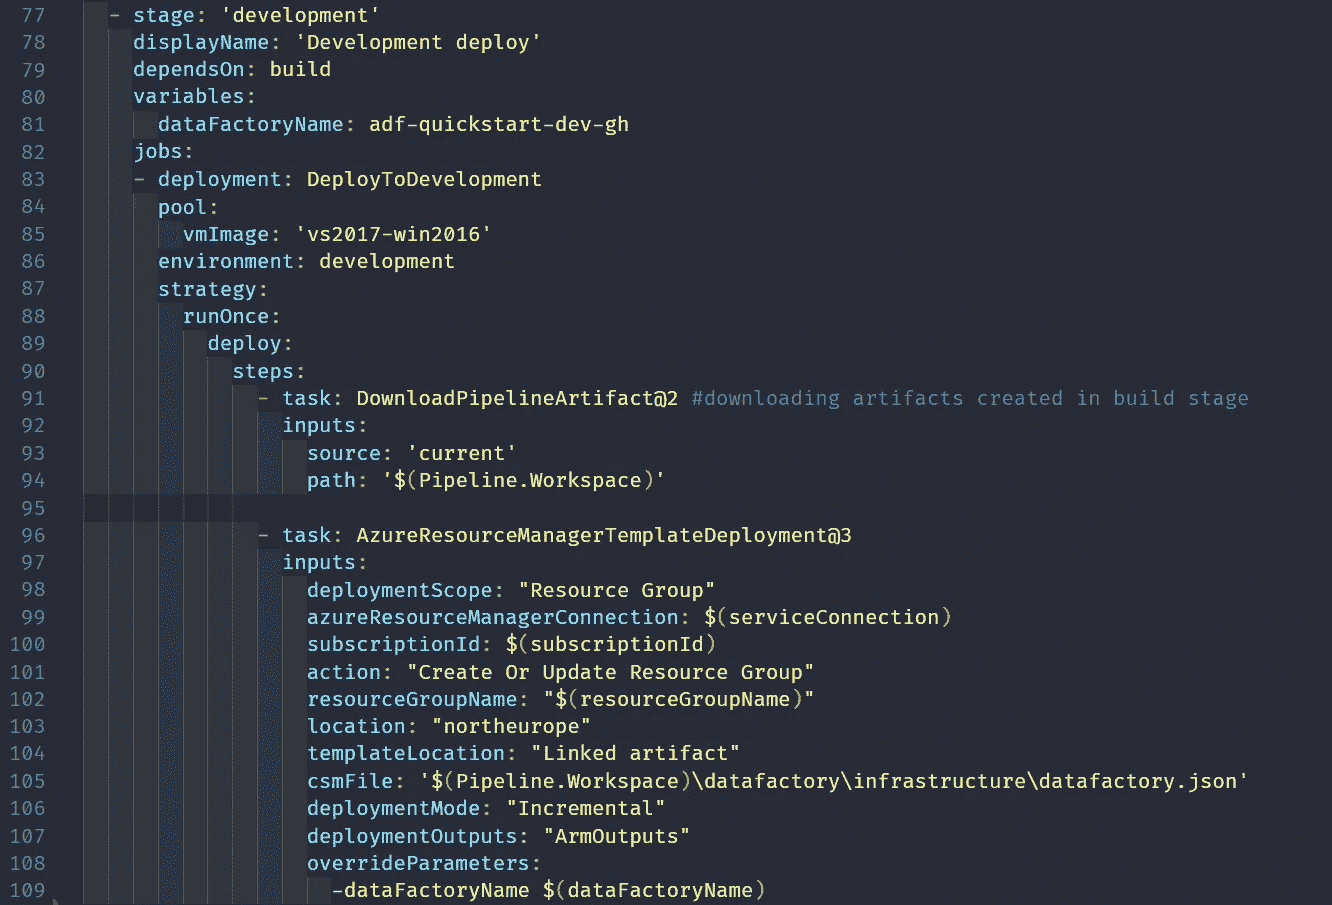 77 - stage: 'development'
78 displayName: 'Development deploy'
79 dependsOn: build
80 variables:
81 dataFactoryName: adf-quickstart-dev-gh
82 jobs:
83 - deployment: DeployToDevelopment
84 pool:
85 vmImage: 'vs2017-win2016'
86 environment: development
87 strategy:
88 runOnce:
89 deploy:
90 steps:
91 - task: DownloadPipelineArtifact@2 #downloading artifacts created in build stage
92 inputs:
93 source: 'current'
94 path: '$(Pipeline.Workspace)'
95
96 - task: AzureResourceManagerTemplateDeployment@3
97 inputs:
98 deploymentScope: "Resource Group"
99 azureResourceManagerConnection: $(serviceConnection)
100 subscriptionId: $(subscriptionId)
101 action: "Create Or Update Resource Group"
102 resourceGroupName: "$(resourceGroupName)"
103 location: "northeurope"
104 templateLocation: "Linked artifact"
105 csmFile: '$(Pipeline.Workspace)\datafactory\infrastructure\datafactory.json'
106 deploymentMode: "Incremental"
107 deploymentOutputs: "ArmOutputs"
108 overrideParameters:
109 -dataFactoryName $(dataFactoryName)